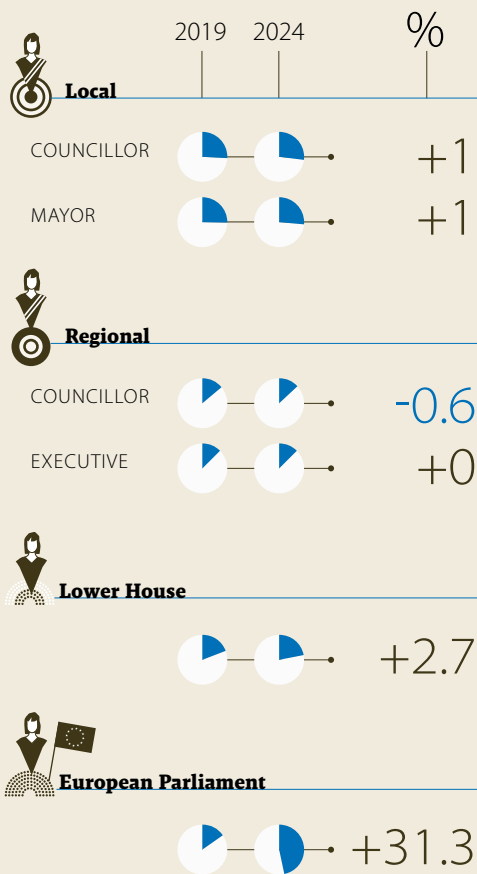 2019 2024 %
Local
COUNCILLOR +1
MAYOR +1
Regional
COUNCILLOR -0.6
EXECUTIVE +0
Lower House
+2.7
European Parliament
+31.3